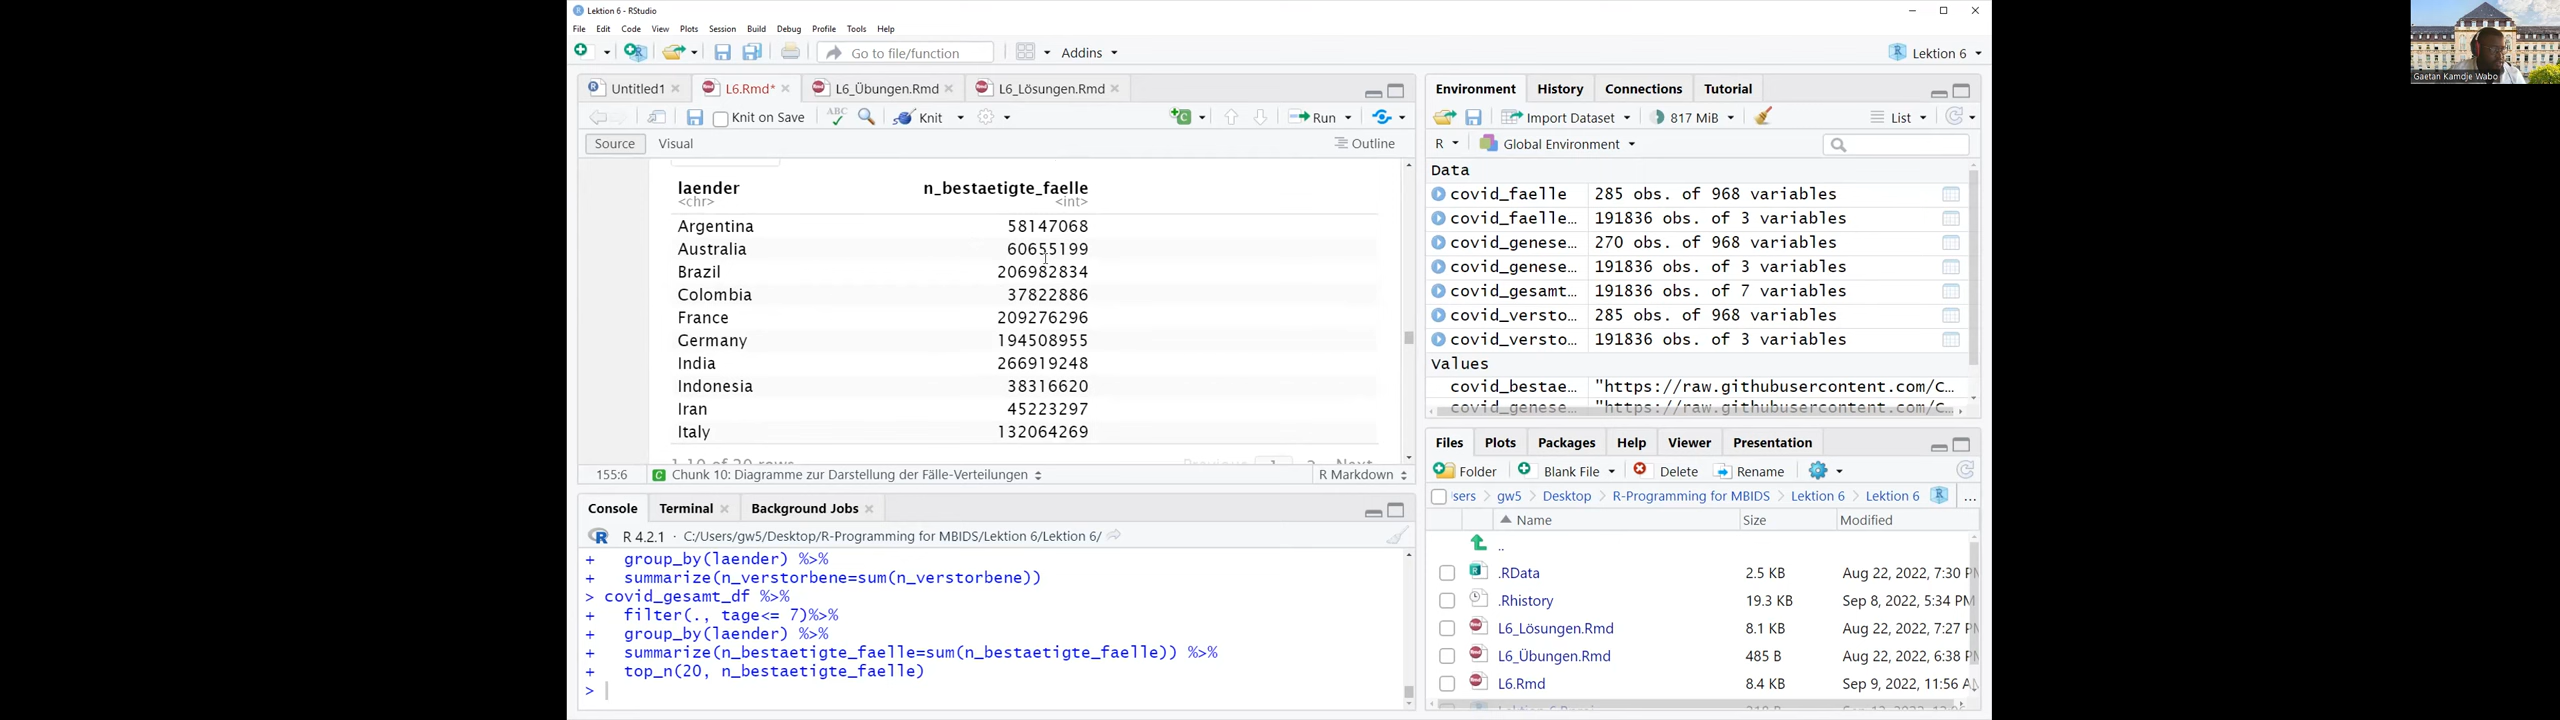 Lektion 6 - RStudio
File Edit Code View Plots Session Build Debug Profile Tools Help
Go to file/function Addins Lektion 6
Untitled1 L6.Rmd* L6_Übungen.Rmd L6_Lösungen.Rmd
Knit on Save ABC Knit Run
Source Visual Outline
laender n_bestaetigte_faelle
<chr> <int>
Argentina 58147068
Australia 60655199
Brazil 206982834
Colombia 37822886
France 209276296
Germany 194508955
India 266919248
Indonesia 38316620
Iran 45223297
Italy 132064269
155:6 Chunk 10: Diagramme zur Darstellung der Fälle-Verteilungen R Markdown
Console Terminal Background Jobs
R 4.2.1 · C:/Users/gw5/Desktop/R-Programming for MBIDS/Lektion 6/Lektion 6/
+ group_by(laender) %>%
+ summarize(n_verstorbene=sum(n_verstorbene))
> covid_gesamt_df %>%
+ filter(., tage<= 7)%>%
+ group_by(laender) %>%
+ summarize(n_bestaetigte_faelle=sum(n_bestaetigte_faelle)) %>%
+ top_n(20, n_bestaetigte_faelle)
>
Environment History Connections Tutorial
Import Dataset 817 MiB List
R Global Environment
Data
covid_faelle 285 obs. of 968 variables
covid_faelle… 191836 obs. of 3 variables
covid_genese… 270 obs. of 968 variables
covid_genese… 191836 obs. of 3 variables
covid_gesamt… 191836 obs. of 7 variables
covid_versto… 285 obs. of 968 variables
covid_versto… 191836 obs. of 3 variables
Values
covid_bestae… "https://raw.githubusercontent.com/C…
covid_genese… "https://raw.githubusercontent.com/C…
Files Plots Packages Help Viewer Presentation
Folder Blank File Delete Rename
sers gw5 Desktop R-Programming for MBIDS Lektion 6 Lektion 6 ...
Name Size Modified
..
.RData 2.5 KB Aug 22, 2022, 7:30 P
.Rhistory 19.3 KB Sep 8, 2022, 5:34 PM
L6_Lösungen.Rmd 8.1 KB Aug 22, 2022, 7:27 P
L6_Übungen.Rmd 485 B Aug 22, 2022, 6:38 P
L6.Rmd 8.4 KB Sep 9, 2022, 11:56 A
Gaetan Kamdje Wabo